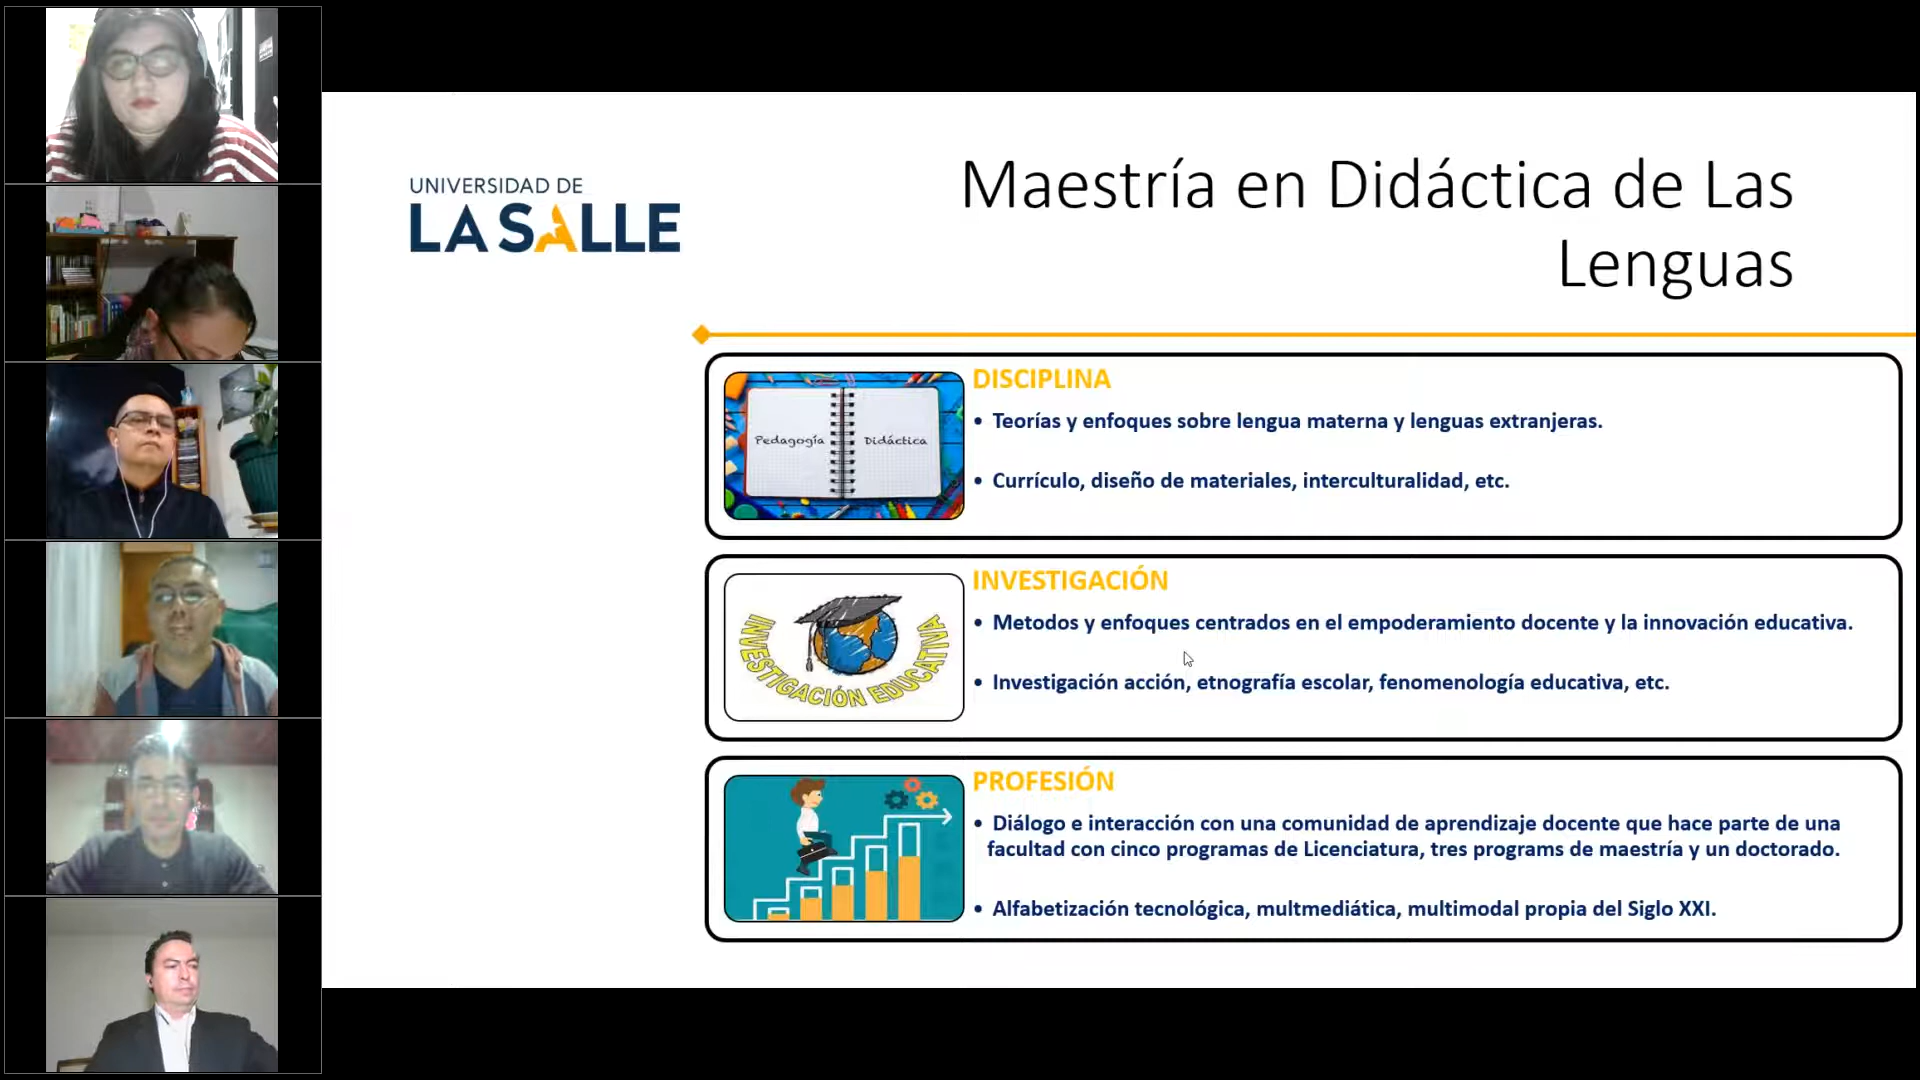 UNIVERSIDAD DE
LA SALLE
Maestría en Didáctica de Las
Lenguas
Pedagogía
Didáctica
DISCIPLINA
• Teorías y enfoques sobre lengua materna y lenguas extranjeras.
• Currículo, diseño de materiales, interculturalidad, etc.
INVESTIGACIÓN EDUCATIVA
INVESTIGACIÓN
• Metodos y enfoques centrados en el empoderamiento docente y la innovación educativa.
• Investigación acción, etnografía escolar, fenomenología educativa, etc.
PROFESIÓN
• Diálogo e interacción con una comunidad de aprendizaje docente que hace parte de una
facultad con cinco programas de Licenciatura, tres programs de maestría y un doctorado.
• Alfabetización tecnológica, multmediática, multimodal propia del Siglo XXI.